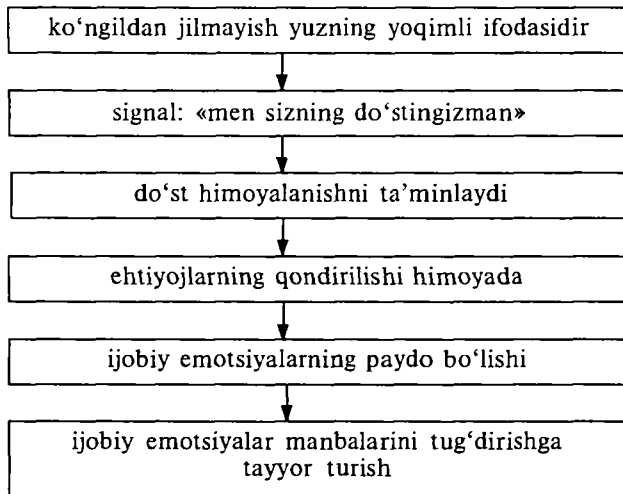 ko‘ngildan jilmayish yuzning yoqimli ifodasidir
signal: «men sizning do‘stingizman»
do‘st himoyalanishni ta’minlaydi
ehtiyojlarning qondirilishi himoyada
ijobiy emotsiyalarning paydo bo‘lishi
ijobiy emotsiyalar manbalarini tug‘dirishga
tayyor turish